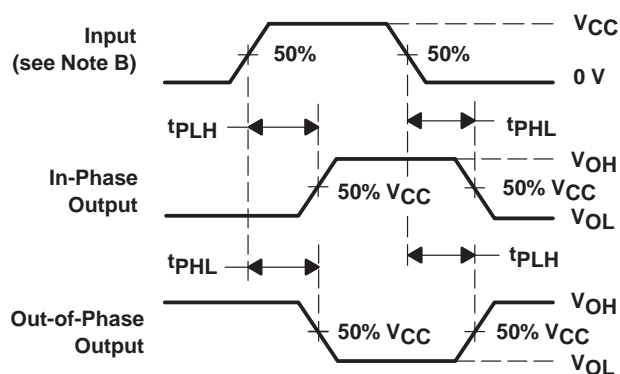 Input
(see Note B)
50%
50%
VCC
0 V
tPLH
tPHL
In-Phase
Output
50% VCC
50% VCC
VOH
VOL
tPHL
tPLH
Out-of-Phase
Output
50% VCC
50% VCC
VOH
VOL